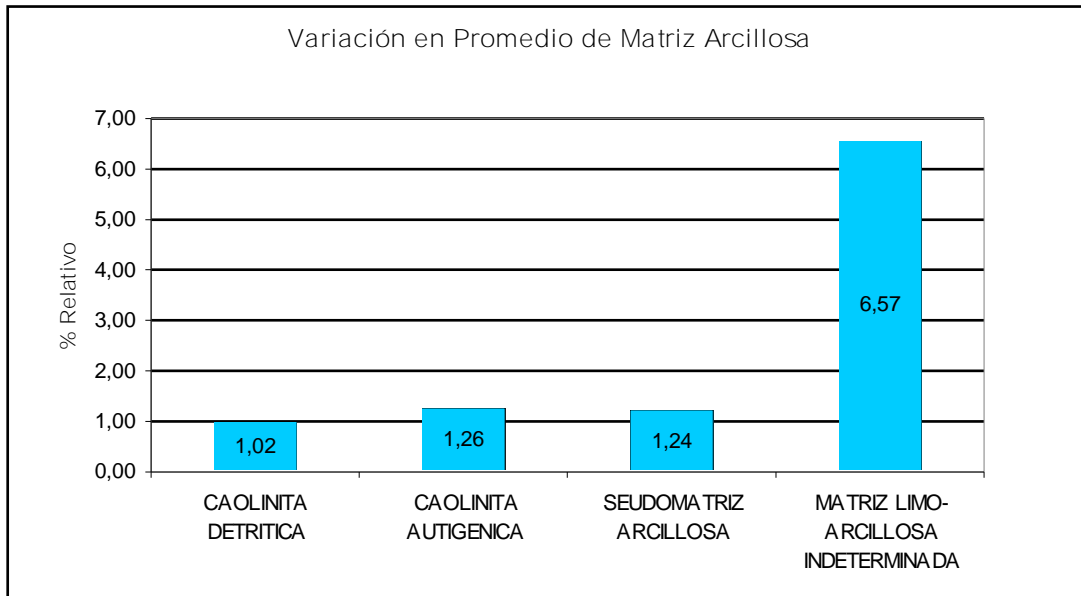 Variación en Promedio de Matriz Arcillosa
7,00
6,00
5,00
4,00
3,00
2,00
1,00
0,00
% Relativo
1,02
1,26
1,24
6,57
CAOLINITA
DETRITICA
CAOLINITA
AUTIGENICA
SEUDOMATRIZ
ARCILLOSA
MATRIZ LIMO-
ARCILLOSA
INDETERMINADA